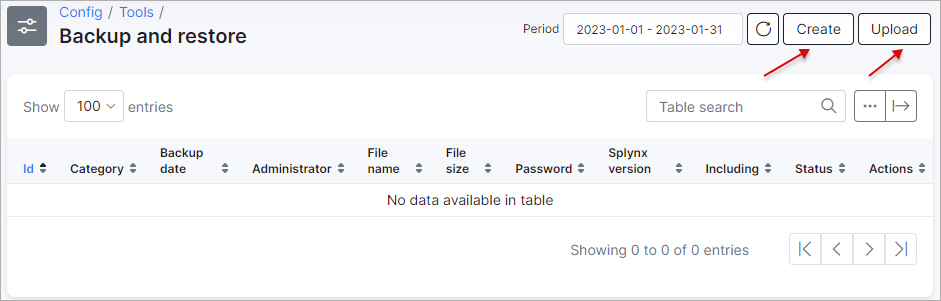 Config / Tools /
Backup and restore
Period 2023-01-01 - 2023-01-31 Create Upload
Show 100 entries Table search
Id Category Backup date Administrator File name File size Password Splynx version Including Status Actions
No data available in table
Showing 0 to 0 of 0 entries